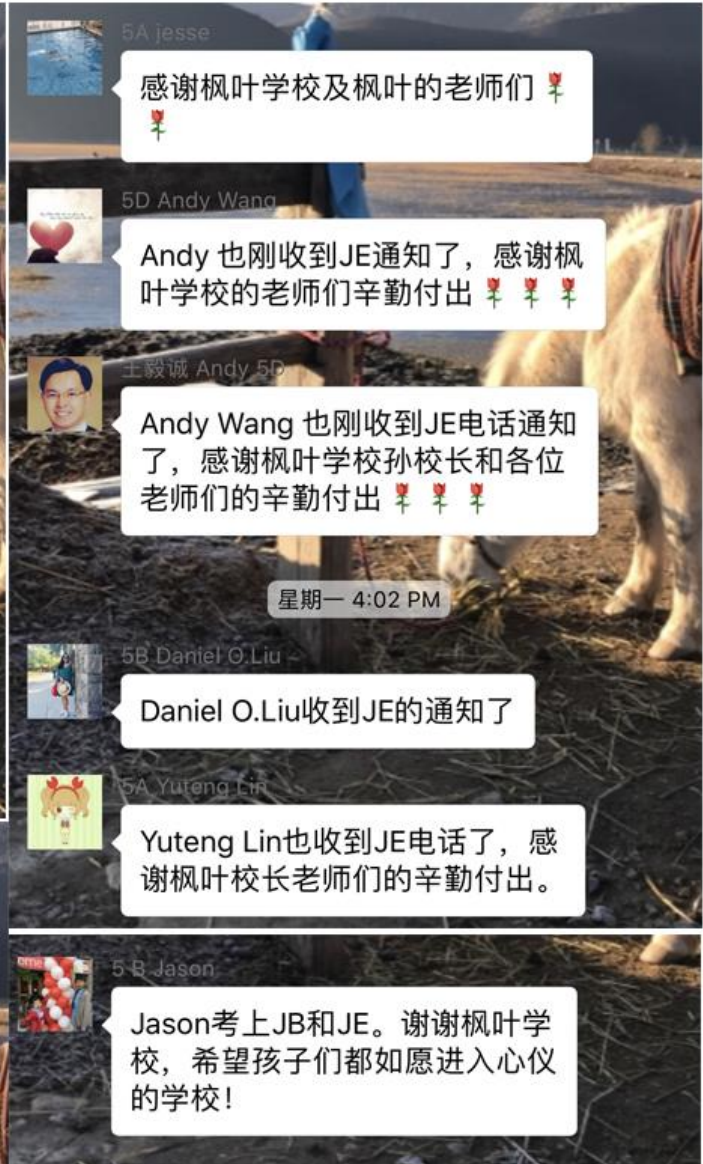 5A jesse
感谢枫叶学校及枫叶的老师们🌹
🌹
5D Andy Wang
Andy 也刚收到JE通知了，感谢枫
叶学校的老师们辛勤付出🌹🌹🌹
王毅诚 Andy 5D
Andy Wang 也刚收到JE电话通知
了，感谢枫叶学校孙校长和各位
老师们的辛勤付出🌹🌹🌹
星期一 4:02 PM
5B Daniel O.Liu
Daniel O.Liu收到JE的通知了
5A Yuteng Lin
Yuteng Lin也收到JE电话了，感
谢枫叶校长老师们的辛勤付出。
5 B Jason
Jason考上JB和JE。谢谢枫叶学
校，希望孩子们都如愿进入心仪
的学校！